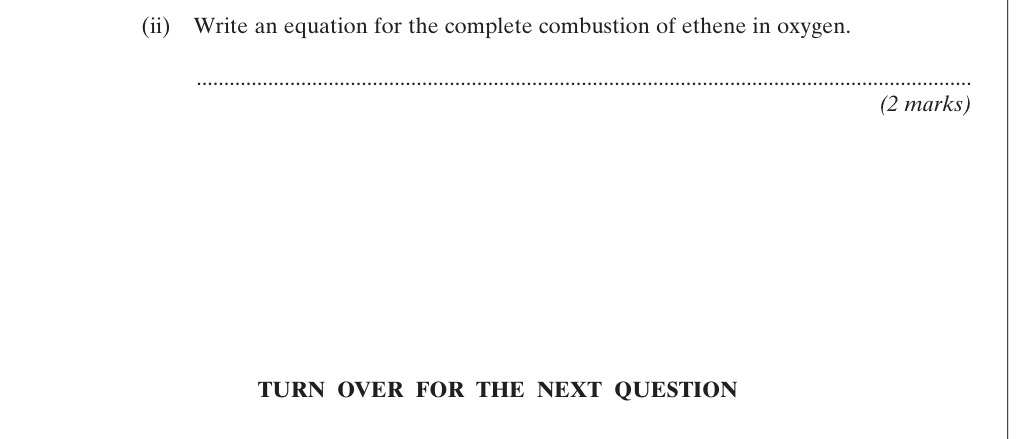 (ii) Write an equation for the complete combustion of ethene in oxygen.
..........................................................................................................................................
(2 marks)
TURN OVER FOR THE NEXT QUESTION